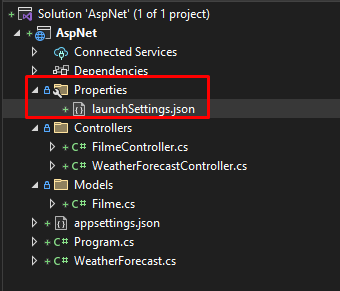 Solution 'AspNet' (1 of 1 project)
AspNet
Connected Services
Dependencies
Properties
launchSettings.json
Controllers
C# FilmeController.cs
C# WeatherForecastController.cs
Models
C# Filme.cs
appsettings.json
C# Program.cs
C# WeatherForecast.cs